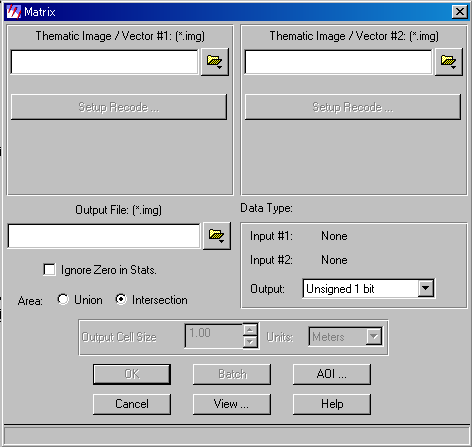 Matrix
Thematic Image / Vector #1: (*.img)
Thematic Image / Vector #2: (*.img)
Setup Recode ...
Setup Recode ...
Output File: (*.img)
Data Type:
Input #1: None
Input #2: None
Output: Unsigned 1 bit
Ignore Zero in Stats.
Area: Union Intersection
Output Cell Size 1.00 Units: Meters
OK Batch AOI ...
Cancel View ... Help